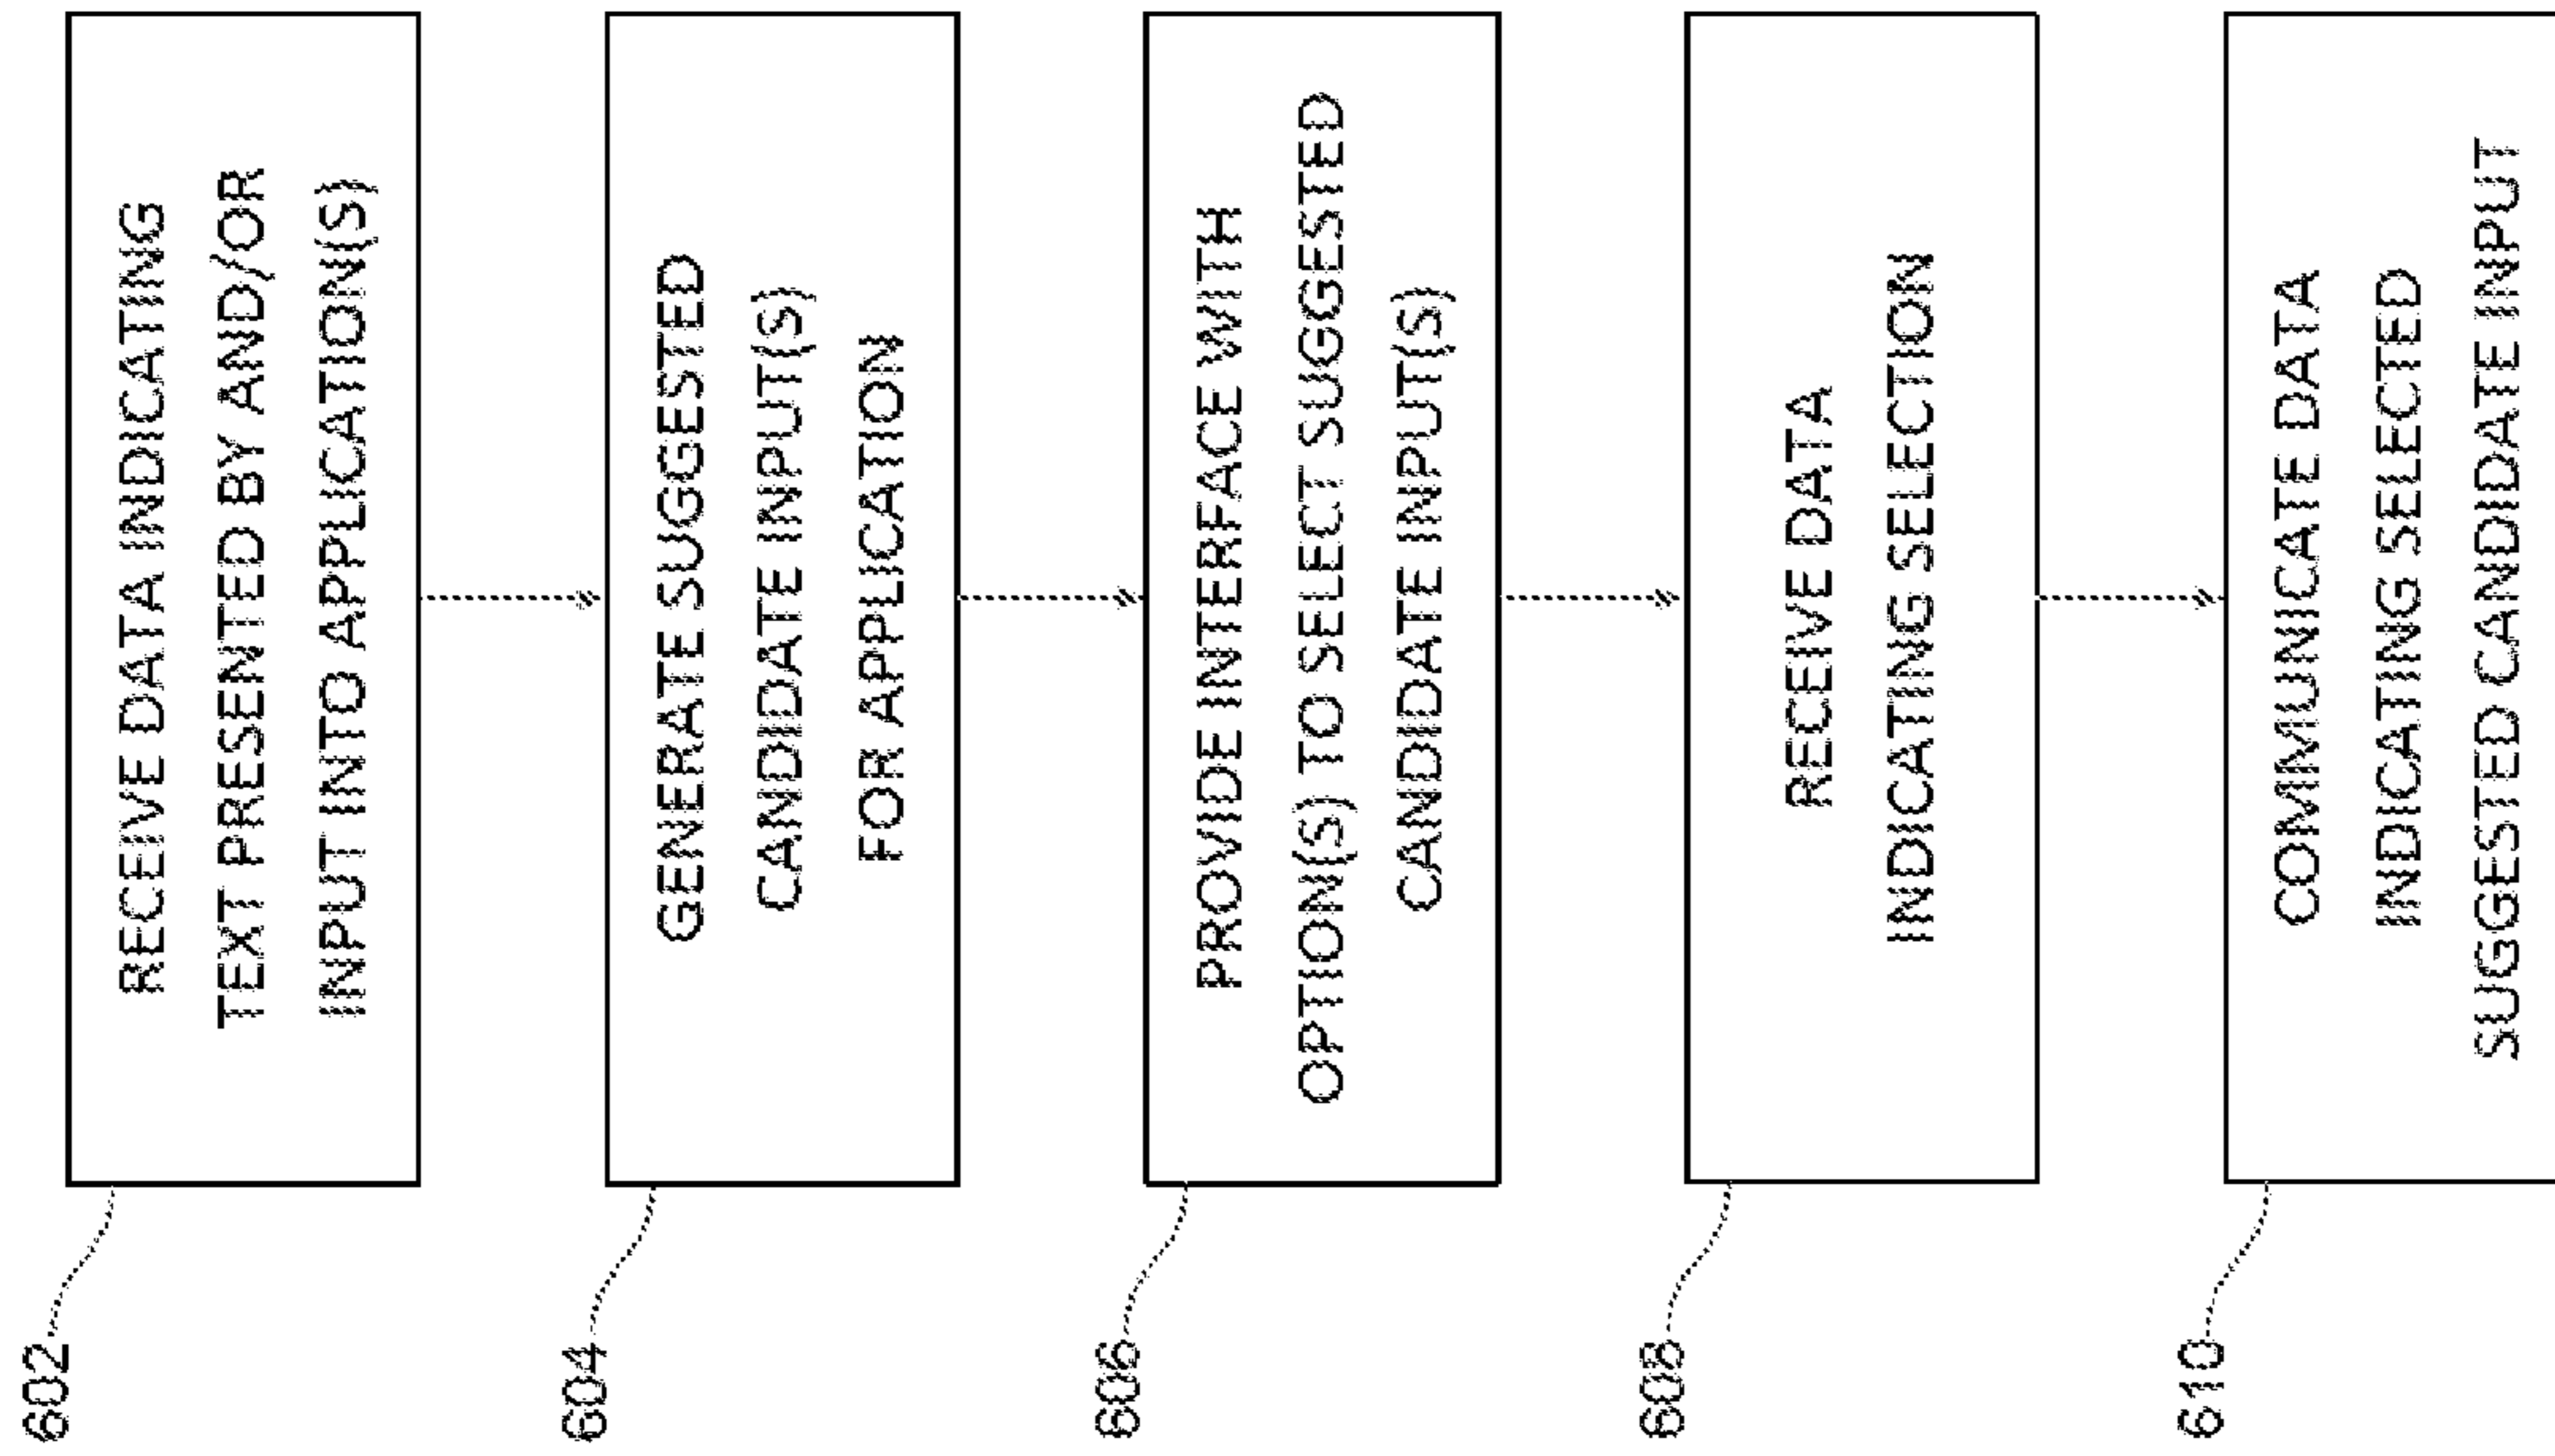 602
RECEIVE DATA INDICATING
TEXT PRESENTED BY AND/OR
INPUT INTO APPLICATION(S)
604
GENERATE SUGGESTED
CANDIDATE INPUT(S)
FOR APPLICATION
606
PROVIDE INTERFACE WITH
OPTION(S) TO SELECT SUGGESTED
CANDIDATE INPUT(S)
608
RECEIVE DATA
INDICATING SELECTION
610
COMMUNICATE DATA
INDICATING SELECTED
SUGGESTED CANDIDATE INPUT